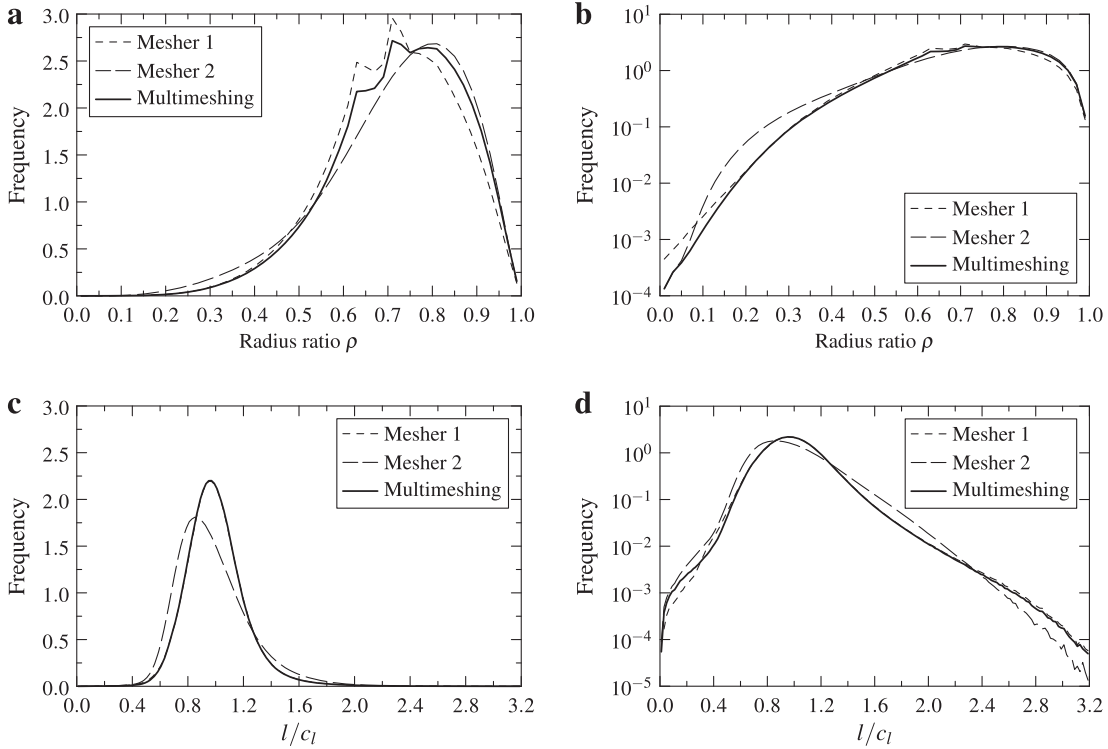 a
3.0
2.5
2.0
1.5
1.0
0.5
0.0
Frequency
Mesher 1
Mesher 2
Multimeshing
0.0 0.1 0.2 0.3 0.4 0.5 0.6 0.7 0.8 0.9 1.0
Radius ratio ρ
b
10^1
10^0
10^−1
10^−2
10^−3
10^−4
Frequency
Mesher 1
Mesher 2
Multimeshing
0.0 0.1 0.2 0.3 0.4 0.5 0.6 0.7 0.8 0.9 1.0
Radius ratio ρ
c
3.0
2.5
2.0
1.5
1.0
0.5
0.0
Frequency
Mesher 1
Mesher 2
Multimeshing
0.0 0.4 0.8 1.2 1.6 2.0 2.4 2.8 3.2
l/c_l
d
10^1
10^0
10^−1
10^−2
10^−3
10^−4
10^−5
Frequency
Mesher 1
Mesher 2
Multimeshing
0.0 0.4 0.8 1.2 1.6 2.0 2.4 2.8 3.2
l/c_l